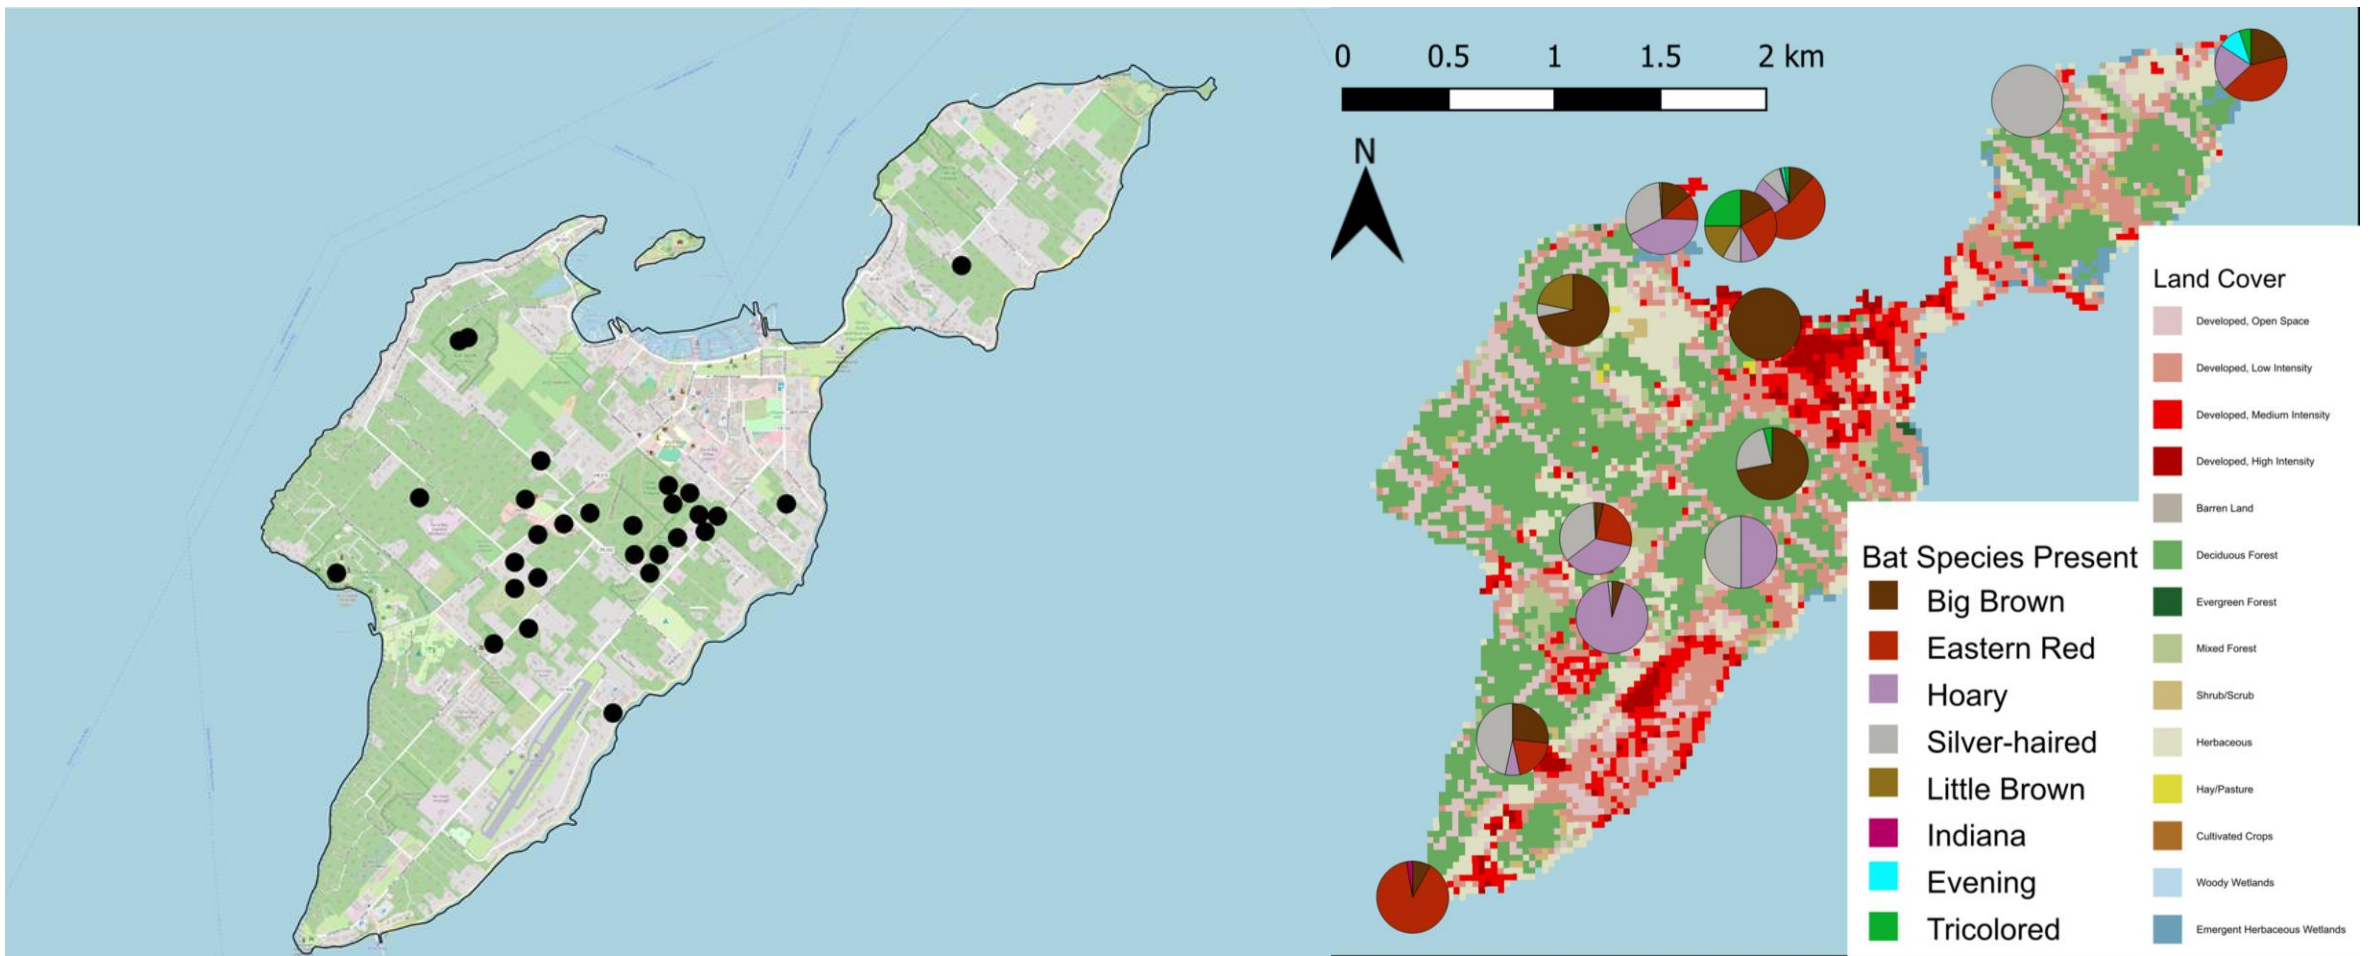 0 0.5 1 1.5 2 km
N
Land Cover
Developed, Open Space
Developed, Low Intensity
Developed, Medium Intensity
Developed, High Intensity
Barren Land
Deciduous Forest
Evergreen Forest
Mixed Forest
Shrub/Scrub
Herbaceous
Hay/Pasture
Cultivated Crops
Woody Wetlands
Emergent Herbaceous Wetlands
Bat Species Present
Big Brown
Eastern Red
Hoary
Silver-haired
Little Brown
Indiana
Evening
Tricolored